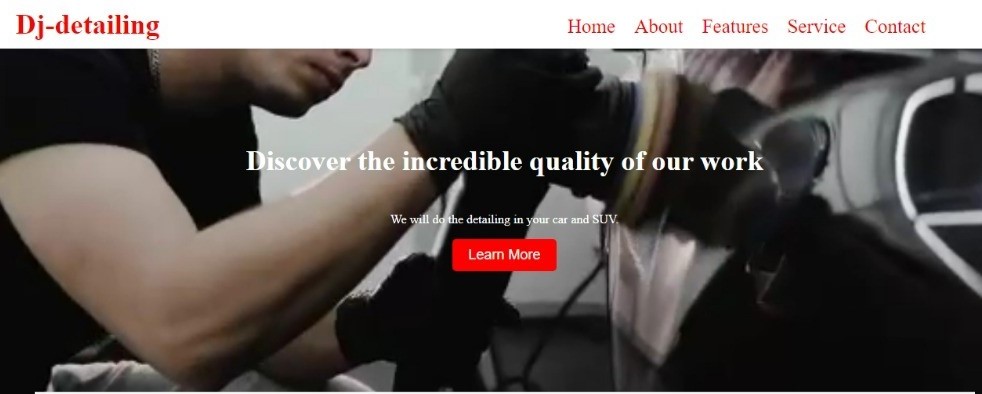 Dj-detailing
Home About Features Service Contact
Discover the incredible quality of our work
We will do the detailing in your car and SUV.
Learn More